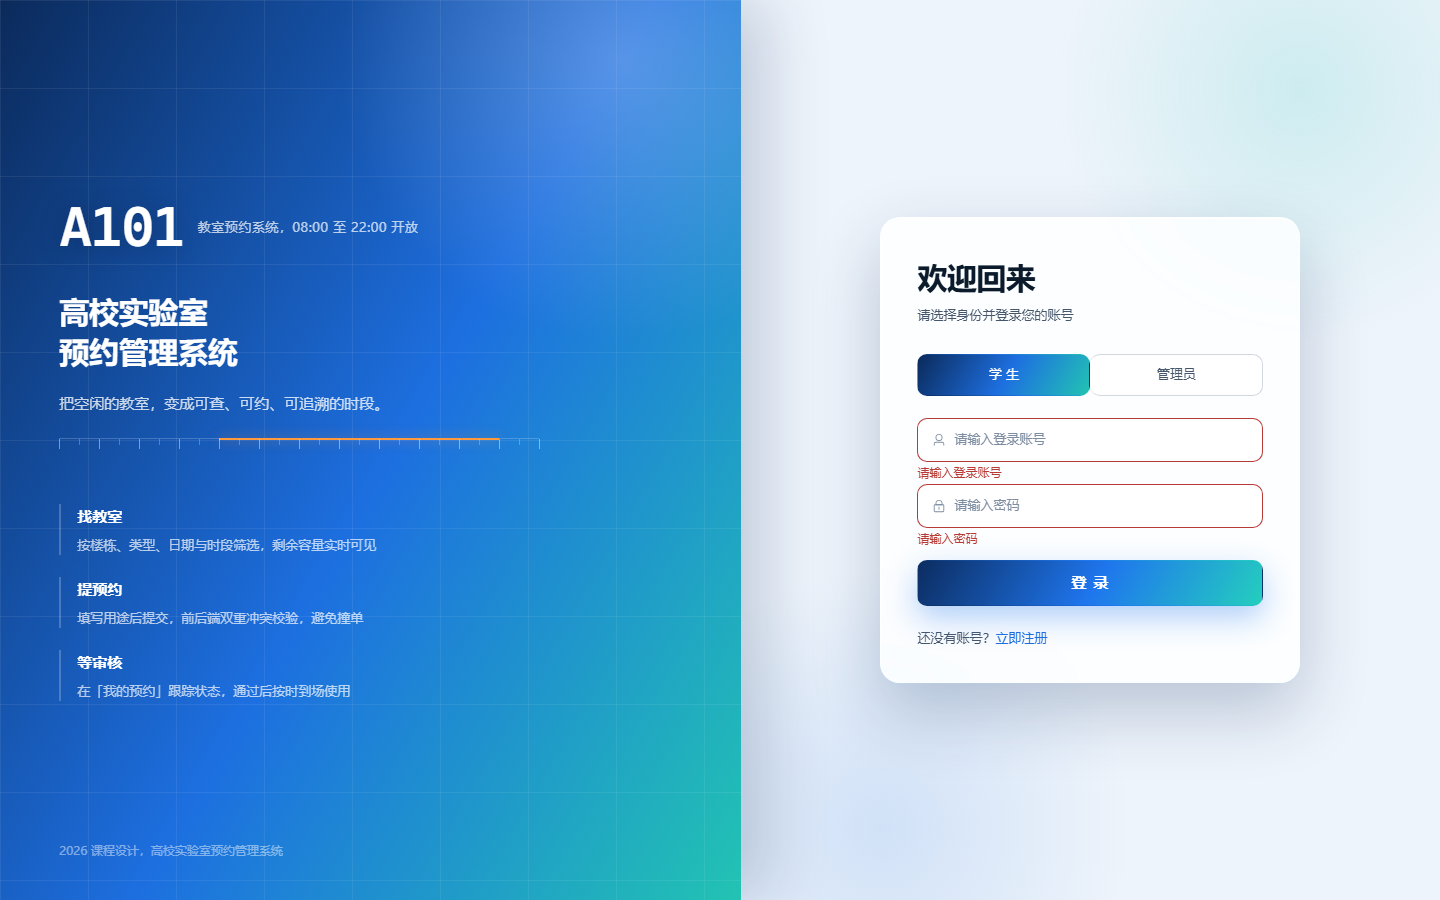 A101
教室预约系统，08:00 至 22:00 开放
高校实验室
预约管理系统
把空闲的教室，变成可查、可约、可追溯的时段。
找教室
按楼栋、类型、日期与时段筛选，剩余容量实时可见
提预约
填写用途后提交，前后端双重冲突校验，避免撞单
等审核
在「我的预约」跟踪状态，通过后按时到场使用
2026 课程设计，高校实验室预约管理系统
欢迎回来
请选择身份并登录您的账号
学生
管理员
请输入登录账号
请输入登录账号
请输入密码
请输入密码
登 录
还没有账号？立即注册